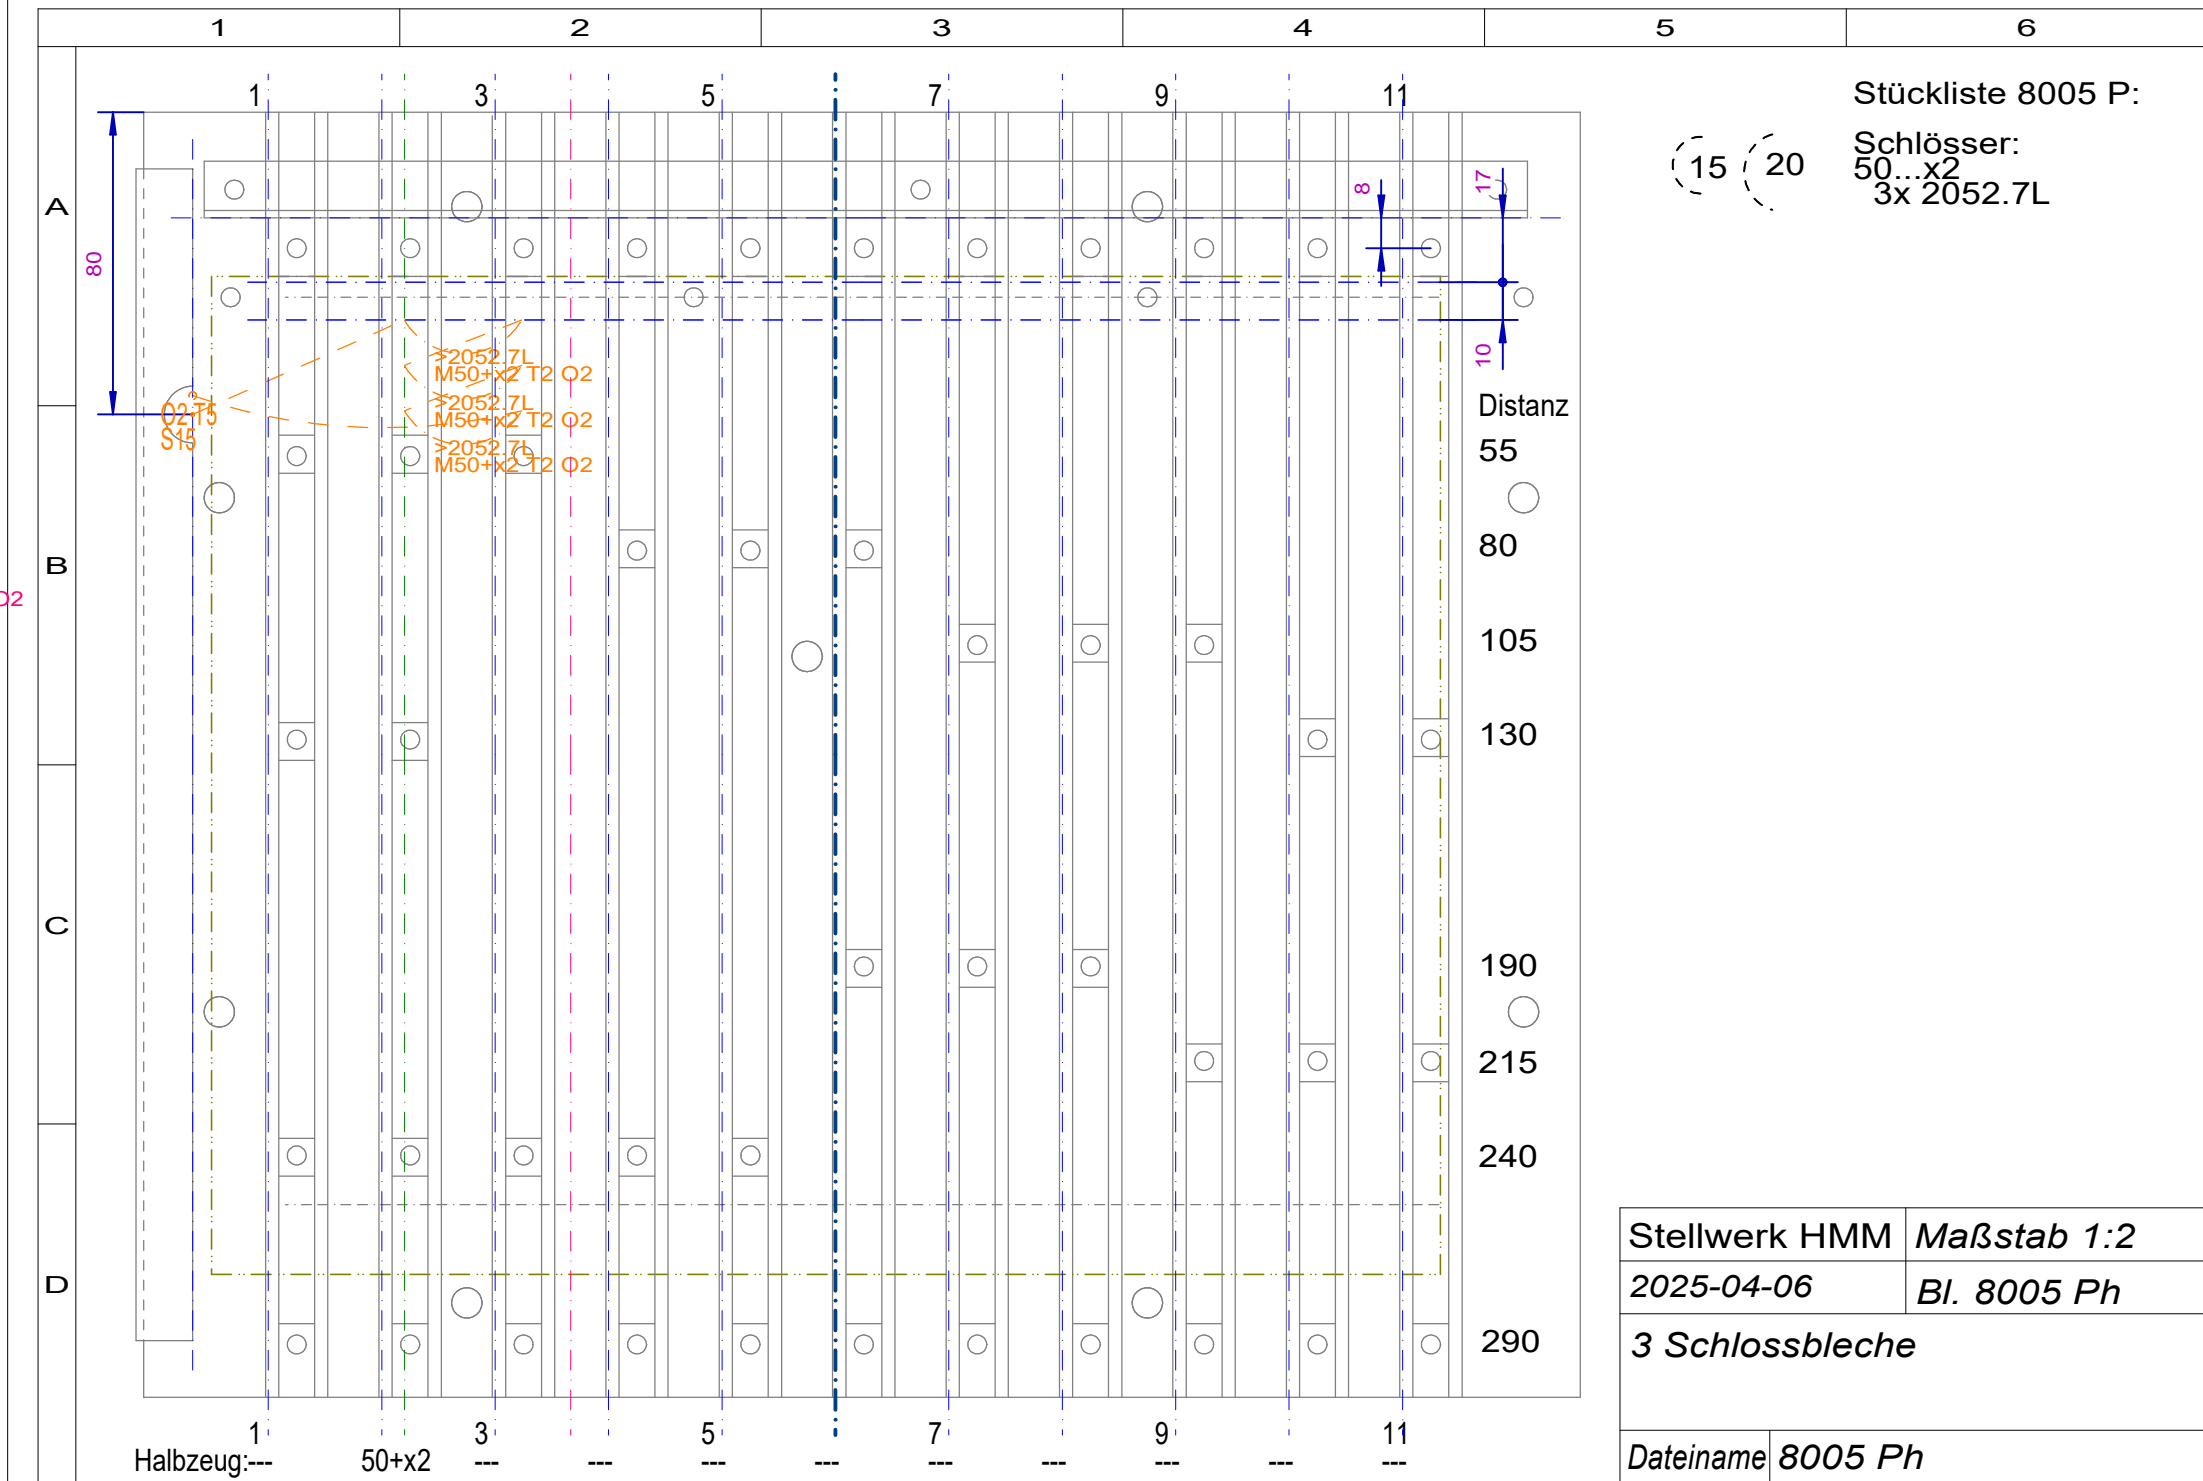 1 2 3 4 5 6
A
B
C
D
1 3 5 7 9 11
Stückliste 8005 P:
Schlösser:
50...x2
3x 2052.7L
15 20
8
17
80
10
>2052.7L
M50+x2 T2 O2
>2052.7L
M50+x2 T2 O2
>2052.7L
M50+x2 T2 O2
O2 T5
S15
O2
Distanz
55
80
105
130
190
215
240
290
1 3 5 7 9 11
Halbzeug:--- 50+x2 --- --- --- --- --- --- --- --- ---
Stellwerk HMM Maßstab 1:2
2025-04-06 Bl. 8005 Ph
3 Schlossbleche
Dateiname 8005 Ph